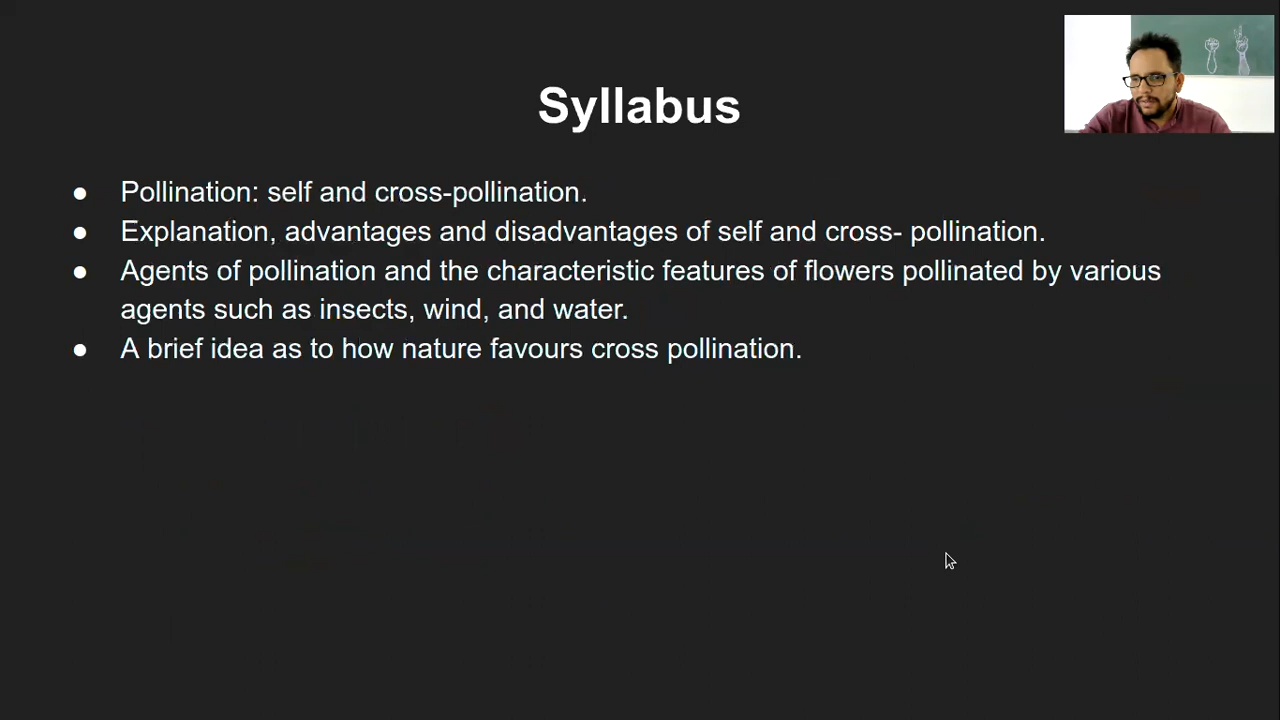 Syllabus
● Pollination: self and cross-pollination.
● Explanation, advantages and disadvantages of self and cross- pollination.
● Agents of pollination and the characteristic features of flowers pollinated by various
agents such as insects, wind, and water.
● A brief idea as to how nature favours cross pollination.